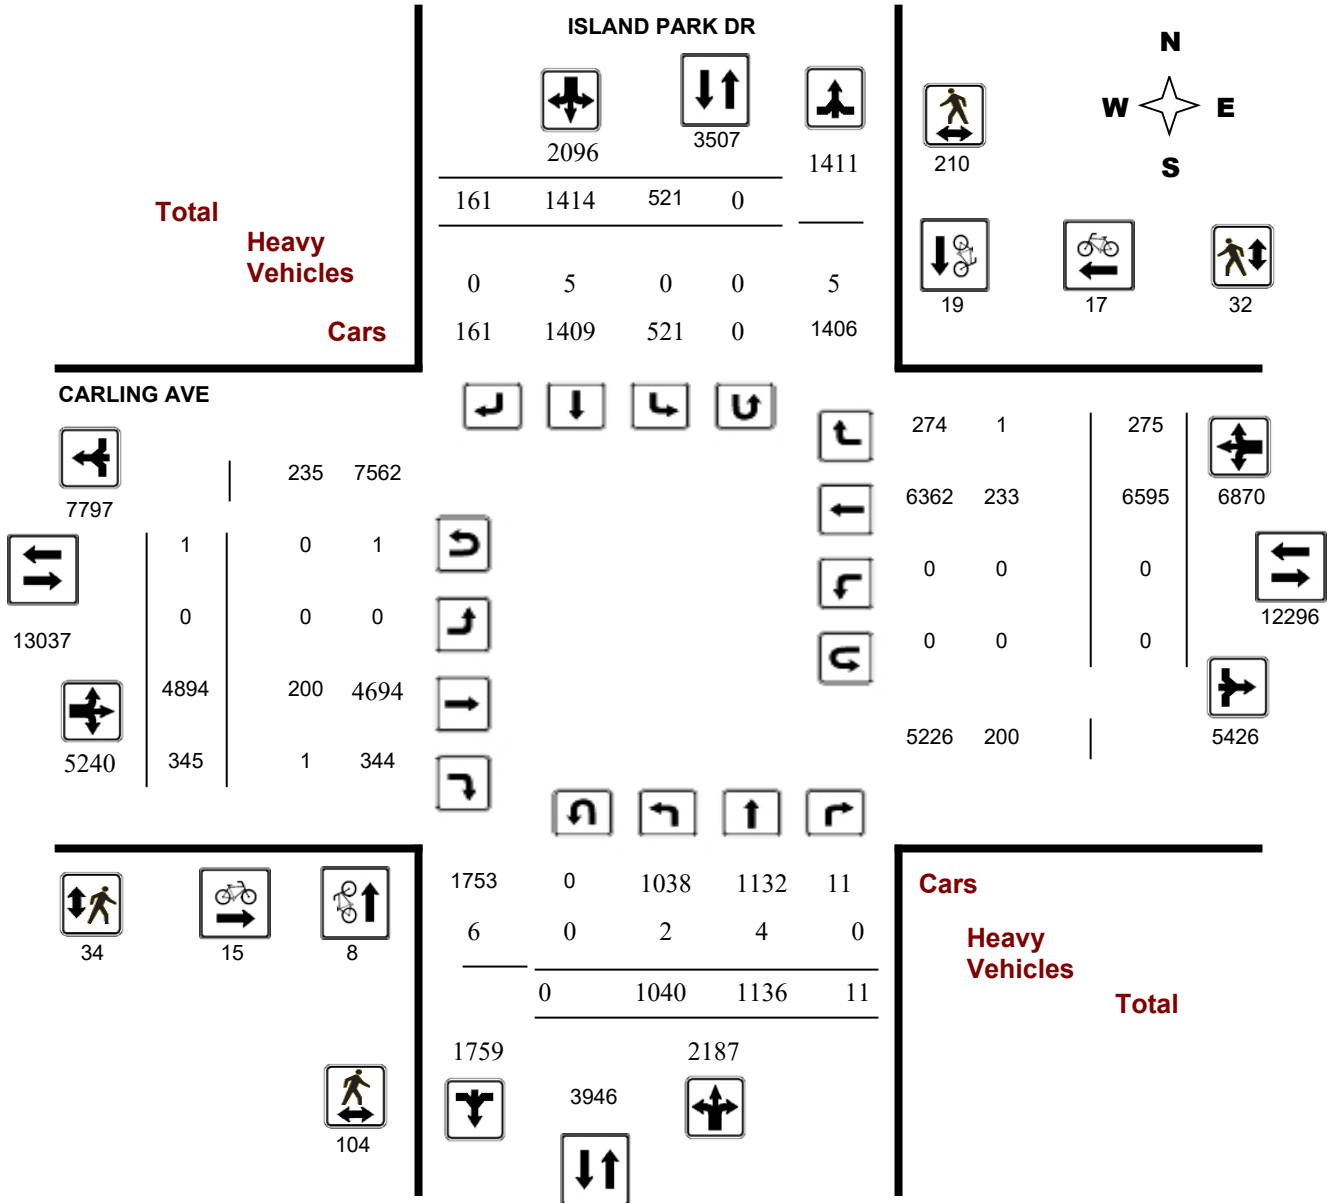 ISLAND PARK DR
N
W E
S
2096 3507 1411 210
161 1414 521 0
Total
Heavy
Vehicles
0 5 0 0 5
19 17 32
Cars
161 1409 521 0 1406
CARLING AVE
274 1 275
235 7562
7797
6362 233 6595 6870
1 0 1
0 0 0
0 0 0
13037
12296
0 0 0
4894 200 4694
5226 200 5426
5240 345 1 344
1753 0 1038 1132 11
Cars
6 0 2 4 0
Heavy
Vehicles
34 15 8
0 1040 1136 11
Total
1759 2187
3946
104